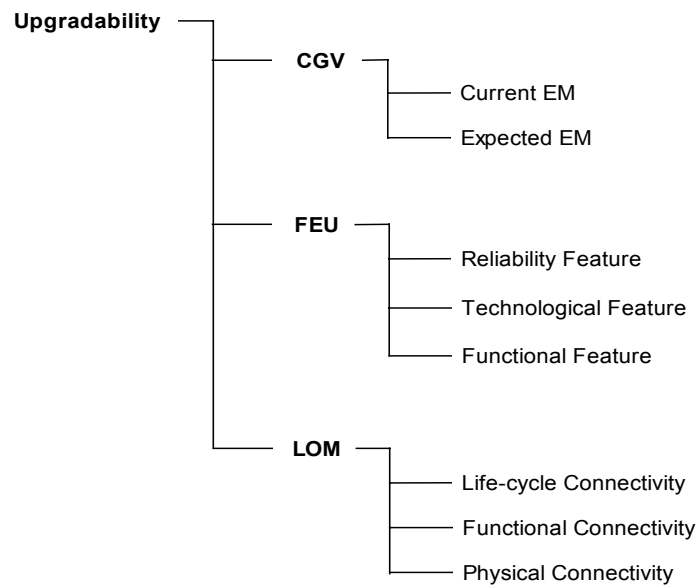 Upgradability
CGV
Current EM
Expected EM
FEU
Reliability Feature
Technological Feature
Functional Feature
LOM
Life-cycle Connectivity
Functional Connectivity
Physical Connectivity